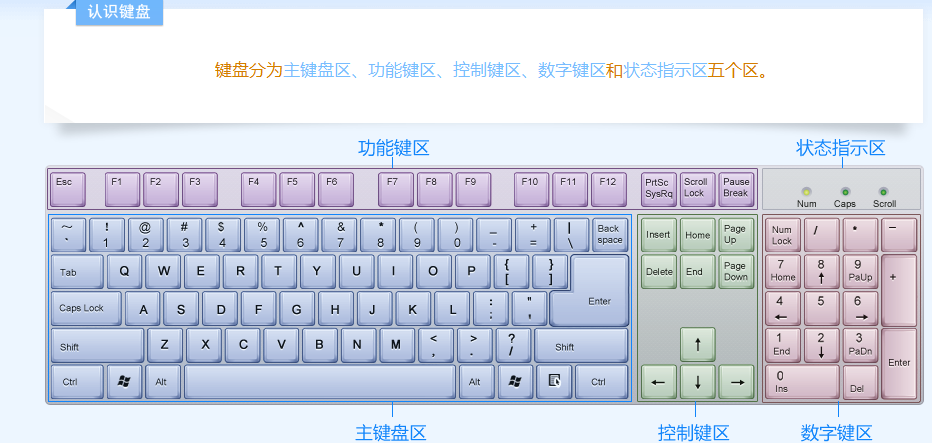 认识键盘
键盘分为主键盘区、功能键区、控制键区、数字键区和状态指示区五个区。
功能键区 状态指示区
Esc F1 F2 F3 F4 F5 F6 F7 F8 F9 F10 F11 F12 PrtSc SysRq Scroll Lock Pause Break
Num Caps Scroll
~ ` ! 1 @ 2 # 3 $ 4 % 5 ^ 6 & 7 * 8 ( 9 ) 0 _ - + = | \ Back space Insert Home Page Up Num Lock / * −
Tab Q W E R T Y U I O P { [ } ] Enter Delete End Page Down 7 Home 8 ↑ 9 PaUp +
Caps Lock A S D F G H J K L : ; " ' 4 ← 5 6 →
Shift Z X C V B N M < , > . ? / Shift ↑ 1 End 2 ↓ 3 PaDn Enter
Ctrl Alt Alt Ctrl ← ↓ → 0 Ins Del
主键盘区 控制键区 数字键区